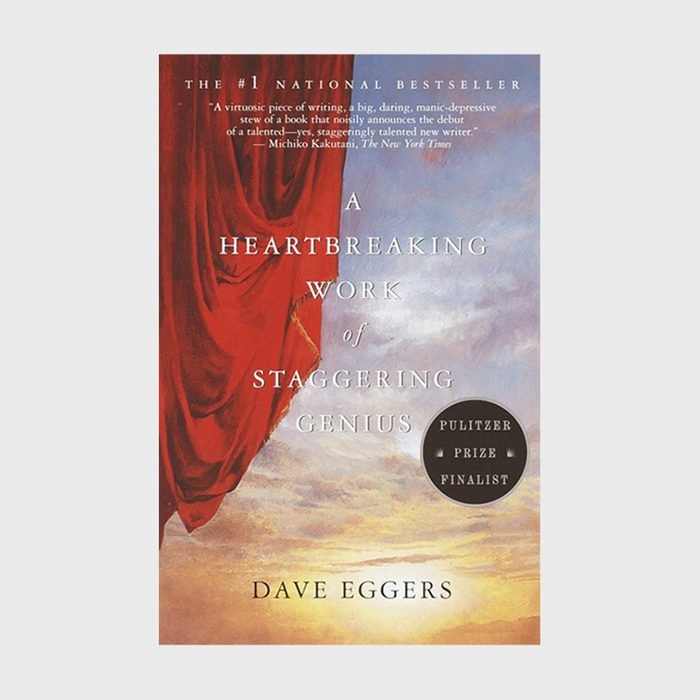 THE #1 NATIONAL BESTSELLER
"A virtuosic piece of writing, a big, daring, manic-depressive
stew of a book that noisily announces the debut
of a talented—yes, staggeringly talented new writer."
— Michiko Kakutani, The New York Times
A
HEARTBREAKING
WORK
of
STAGGERING
GENIUS
PULITZER
PRIZE
FINALIST
DAVE EGGERS